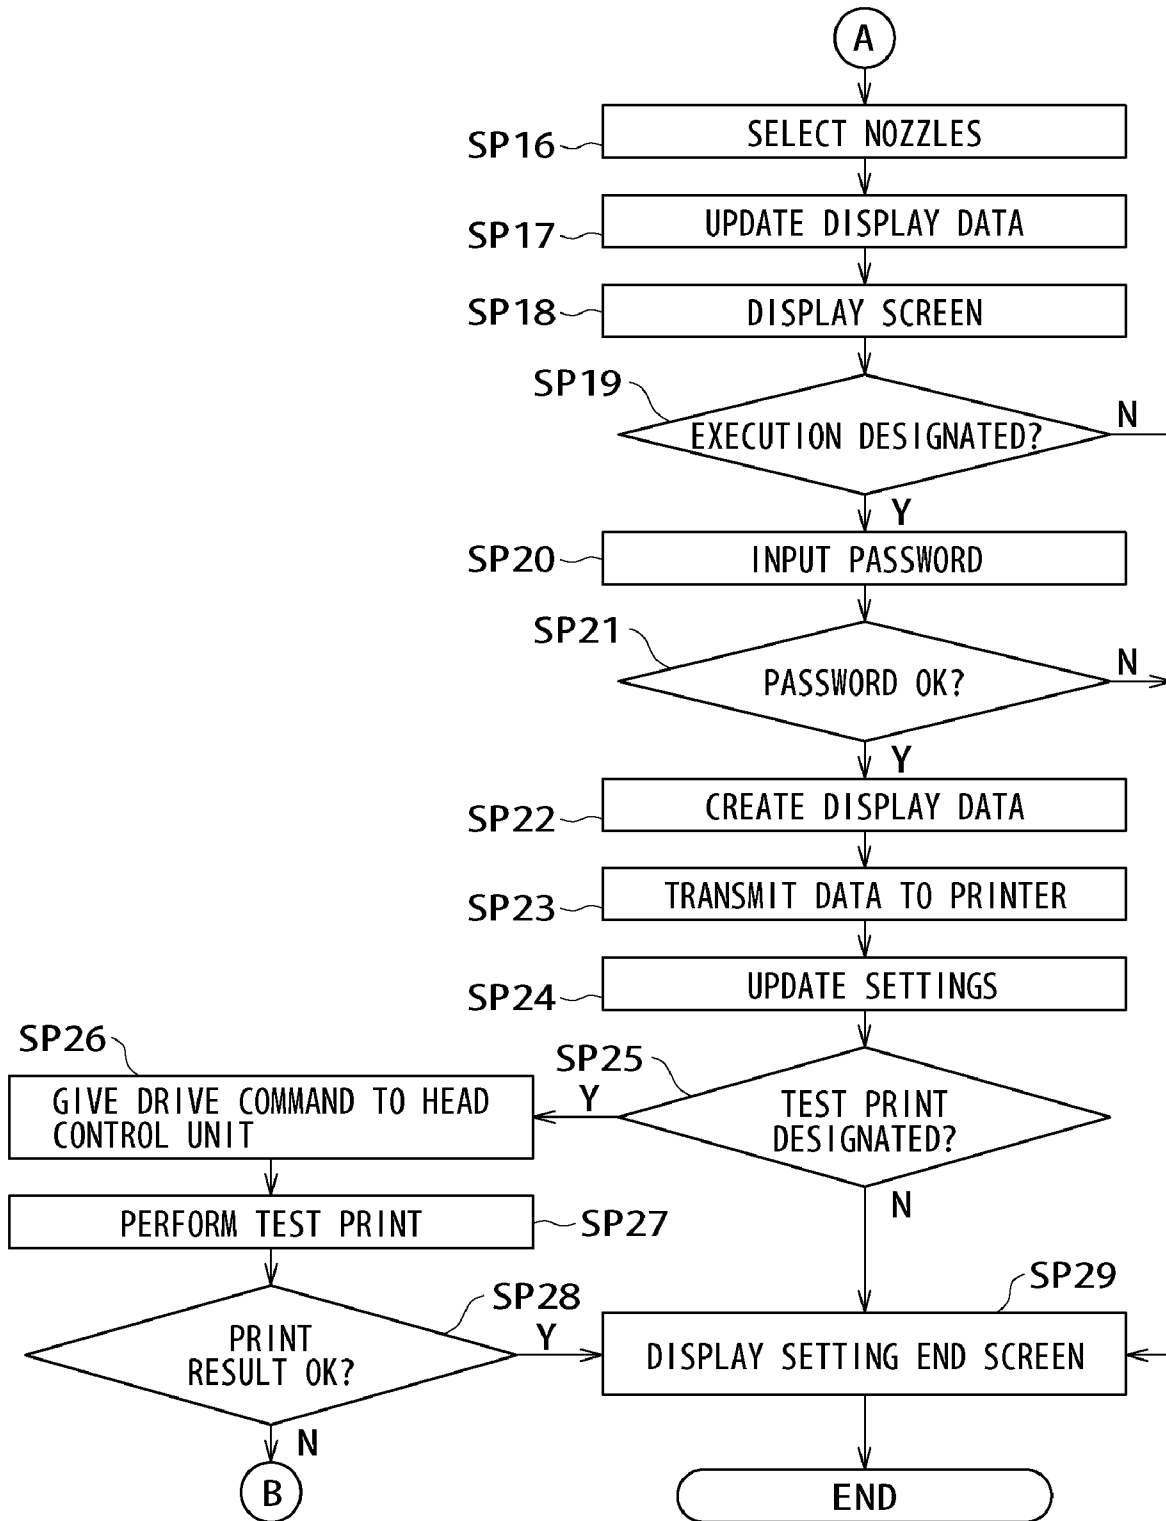 A
SP16
SELECT NOZZLES
SP17
UPDATE DISPLAY DATA
SP18
DISPLAY SCREEN
SP19
EXECUTION DESIGNATED?
N
Y
SP20
INPUT PASSWORD
SP21
PASSWORD OK?
N
Y
SP22
CREATE DISPLAY DATA
SP23
TRANSMIT DATA TO PRINTER
SP24
UPDATE SETTINGS
SP25
TEST PRINT
DESIGNATED?
Y
N
SP26
GIVE DRIVE COMMAND TO HEAD
CONTROL UNIT
PERFORM TEST PRINT
SP27
SP28
PRINT
RESULT OK?
Y
N
B
SP29
DISPLAY SETTING END SCREEN
END